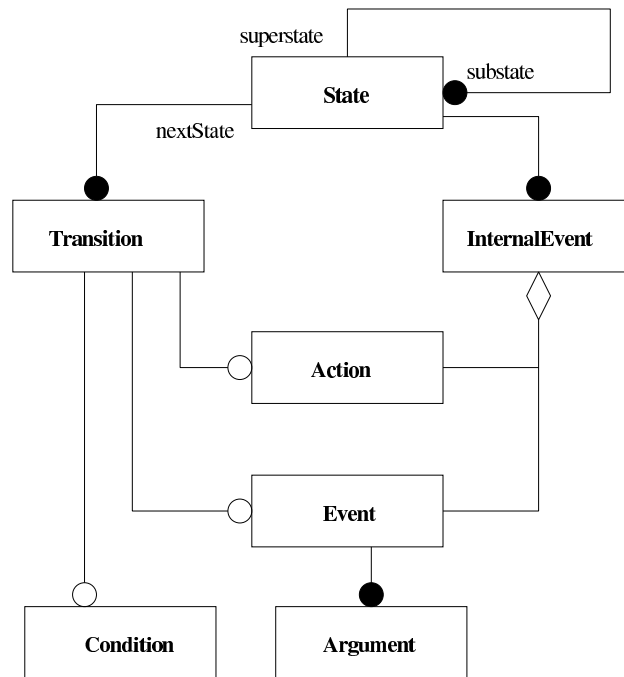 superstate
substate
State
nextState
Transition
InternalEvent
Action
Event
Condition
Argument